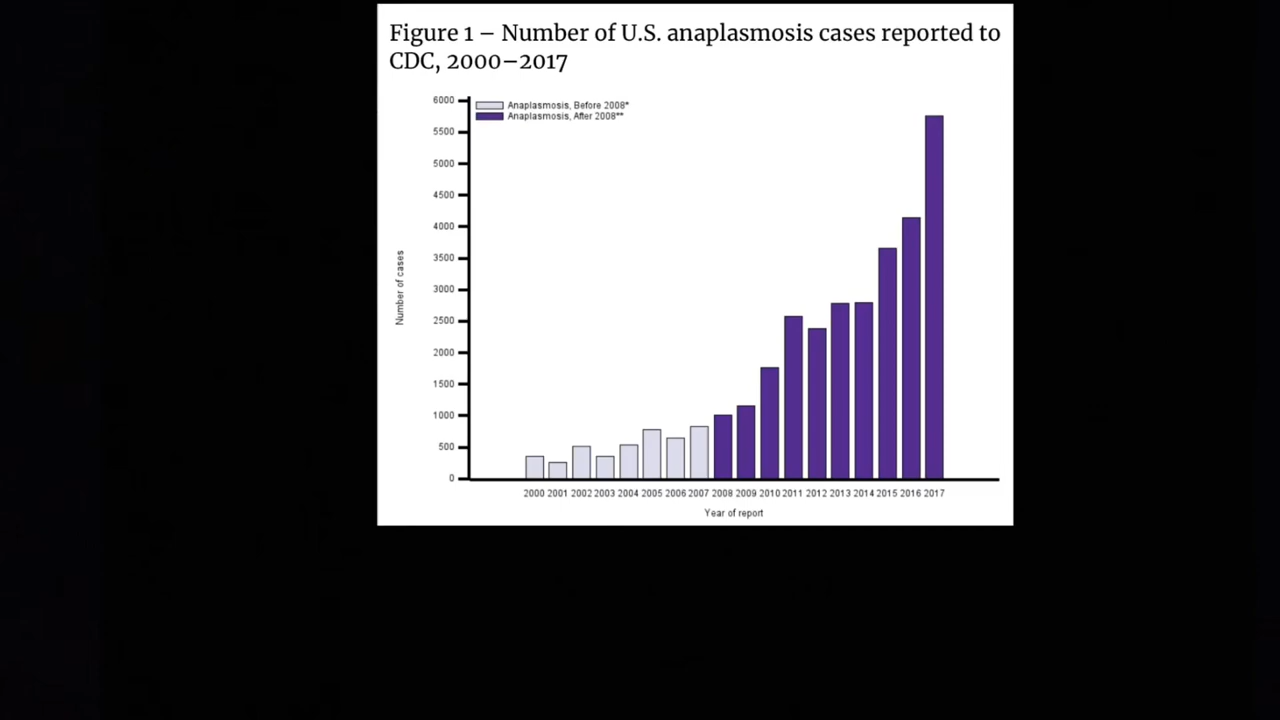 Figure 1 – Number of U.S. anaplasmosis cases reported to
CDC, 2000–2017
Anaplasmosis, Before 2008*
Anaplasmosis, After 2008**
6000
5500
5000
4500
4000
3500
3000
2500
2000
1500
1000
500
0
Number of cases
2000 2001 2002 2003 2004 2005 2006 2007 2008 2009 2010 2011 2012 2013 2014 2015 2016 2017
Year of report